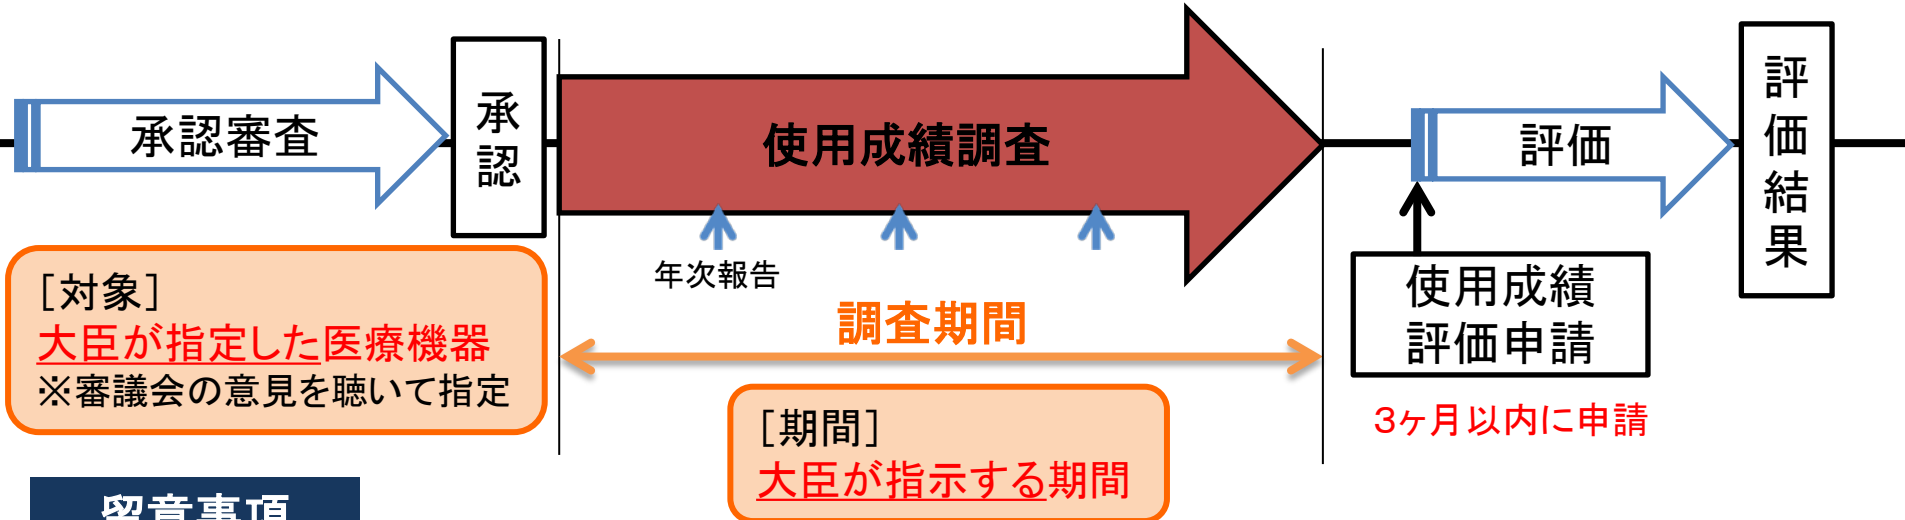 承認審査
承認
使用成績調査
評価
評価結果
年次報告
[対象]
大臣が指定した医療機器
※審議会の意見を聴いて指定
調査期間
[期間]
大臣が指示する期間
使用成績
評価申請
3ヶ月以内に申請
留意事項